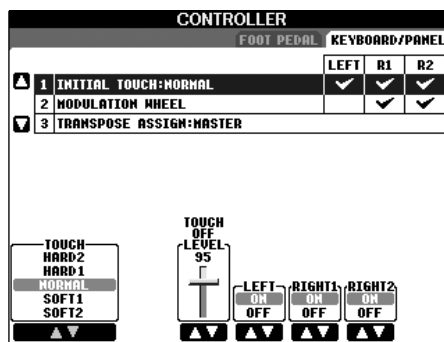 CONTROLLER
FOOT PEDAL KEYBOARD/PANEL
LEFT R1 R2
1 INITIAL TOUCH:NORMAL
2 MODULATION WHEEL
3 TRANSPOSE ASSIGN:MASTER
TOUCH
HARD2
HARD1
NORMAL
SOFT1
SOFT2
TOUCH
OFF
LEVEL
95
LEFT RIGHT1 RIGHT2
ON ON ON
OFF OFF OFF